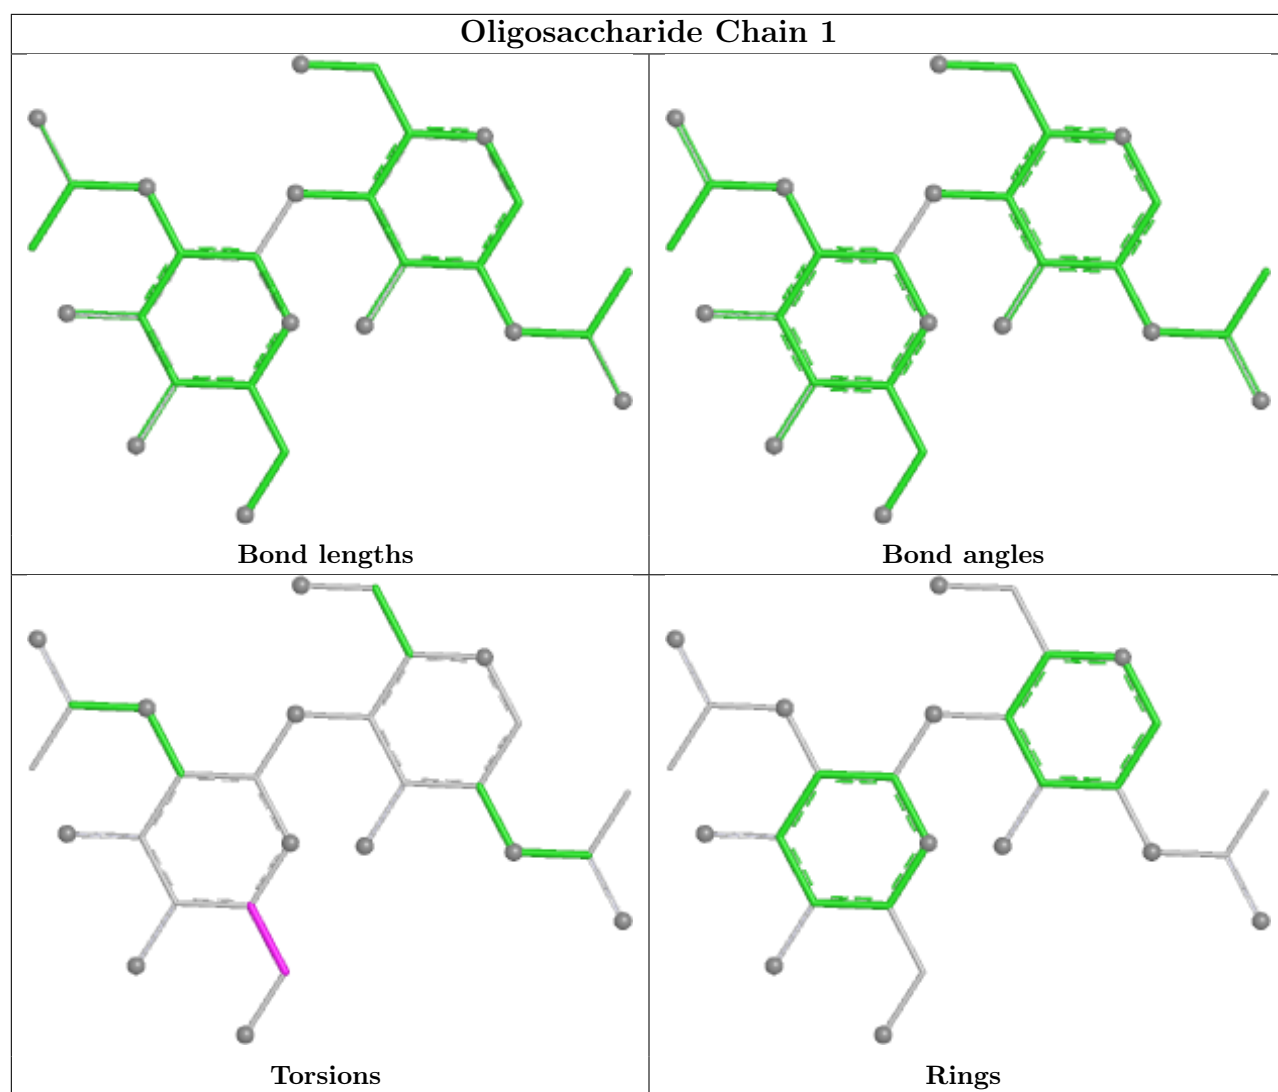 Oligosaccharide Chain 1
Bond lengths
Bond angles
Torsions
Rings